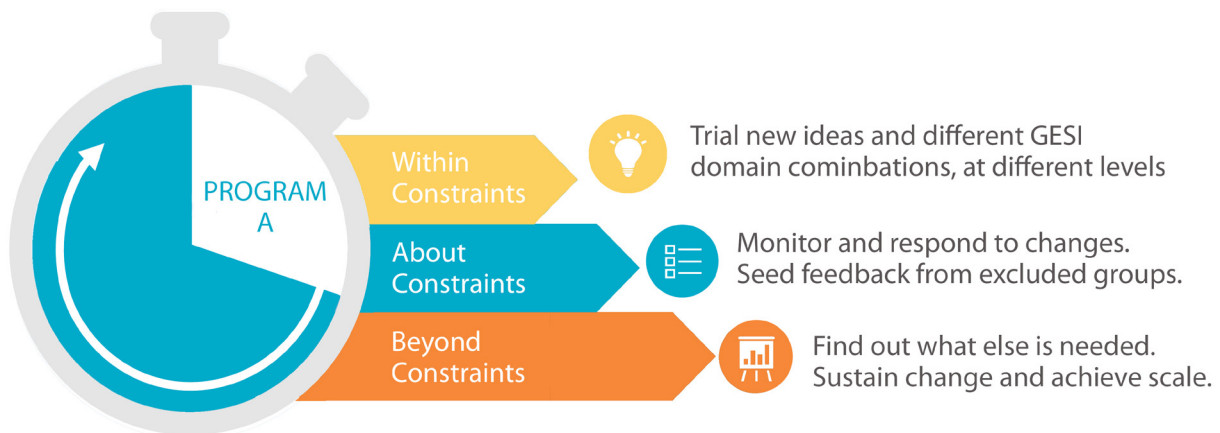 PROGRAM
A
Within
Constraints
Trial new ideas and different GESI
domain cominbations, at different levels
About
Constraints
Monitor and respond to changes.
Seed feedback from excluded groups.
Beyond
Constraints
Find out what else is needed.
Sustain change and achieve scale.